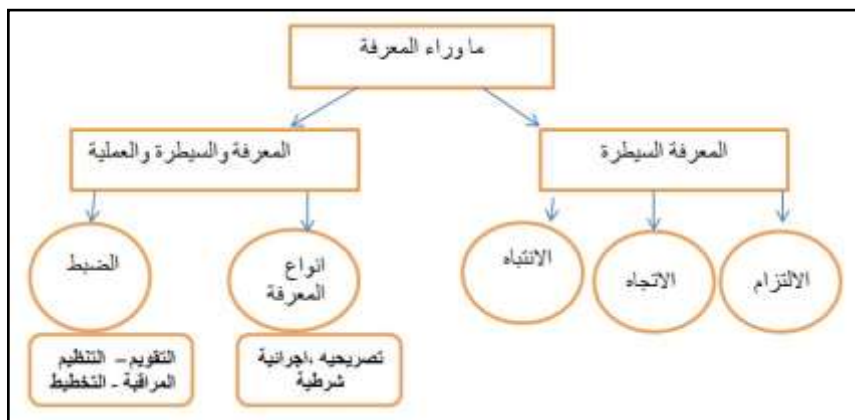 ما وراء المعرفة
المعرفة السيطرة
المعرفة والسيطرة والعملية
الالتزام
الاتجاه
الانتباه
انواع
المعرفة
الضبط
تصريحيه ،اجرائية
شرطية
التقويم – التنظيم
المراقبة - التخطيط